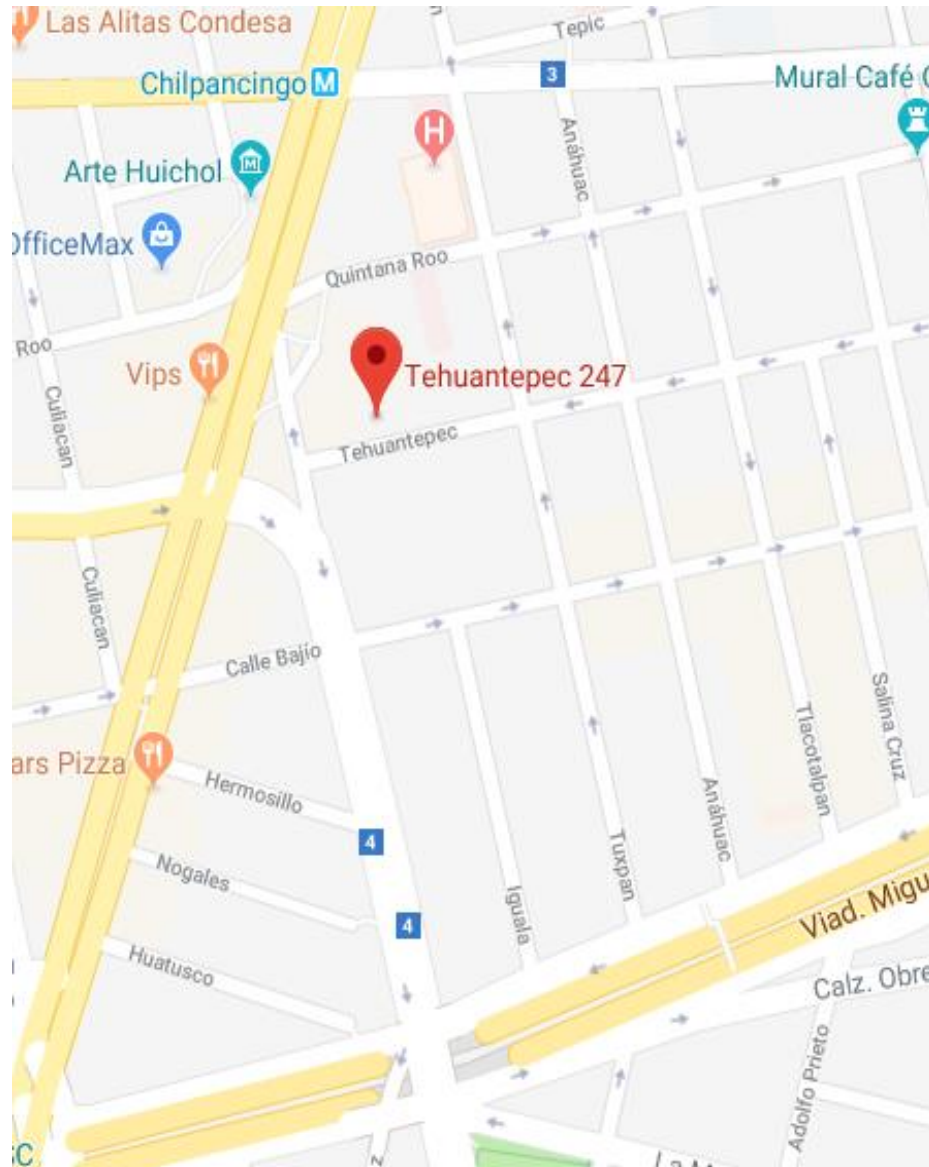 Las Alitas Condesa
Tepic
Chilpancingo M
3
Mural Café
H
Anáhuac
Arte Huichol
OfficeMax
Quintana Roo
Roo
Vips
Tehuantepec 247
Culiacan
Tehuantepec
Culiacan
Calle Bajío
Salina Cruz
Tlacotalpan
ars Pizza
Hermosillo
Anáhuac
4
Tuxpan
Nogales
Iguala
4
Viad. Migu
Huatusco
Calz. Obre
Adolfo Prieto